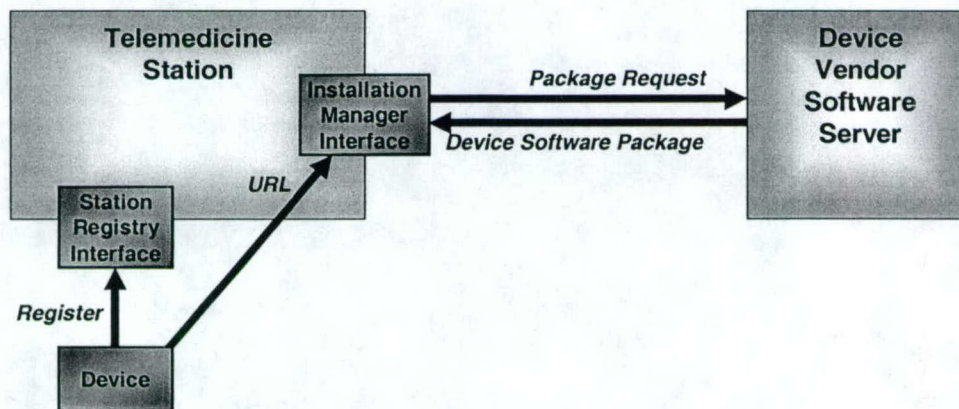 Telemedicine
Station
Device
Vendor
Software
Server
Installation
Manager
Interface
Package Request
Device Software Package
URL
Station
Registry
Interface
Register
Device